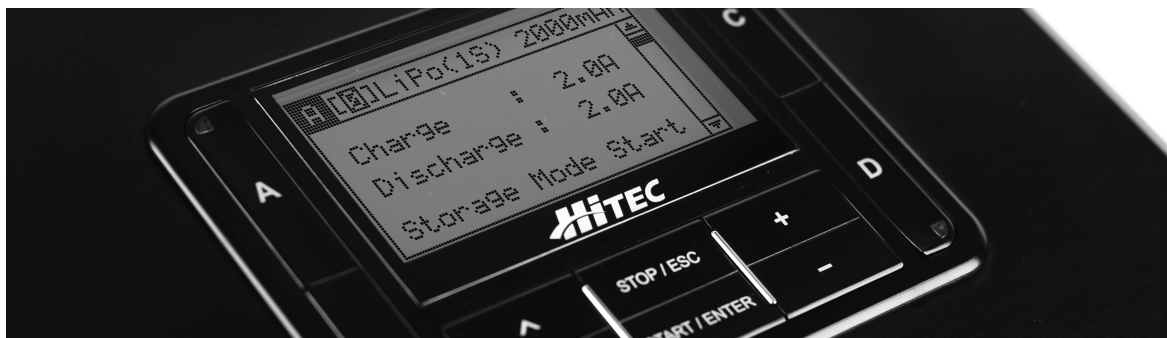 A[0]LiPo(1S) 2000mAH
Charge : 2.0A
Discharge : 2.0A
Storage Mode Start
HiTEC
A
C
D
STOP / ESC
START / ENTER
+
-